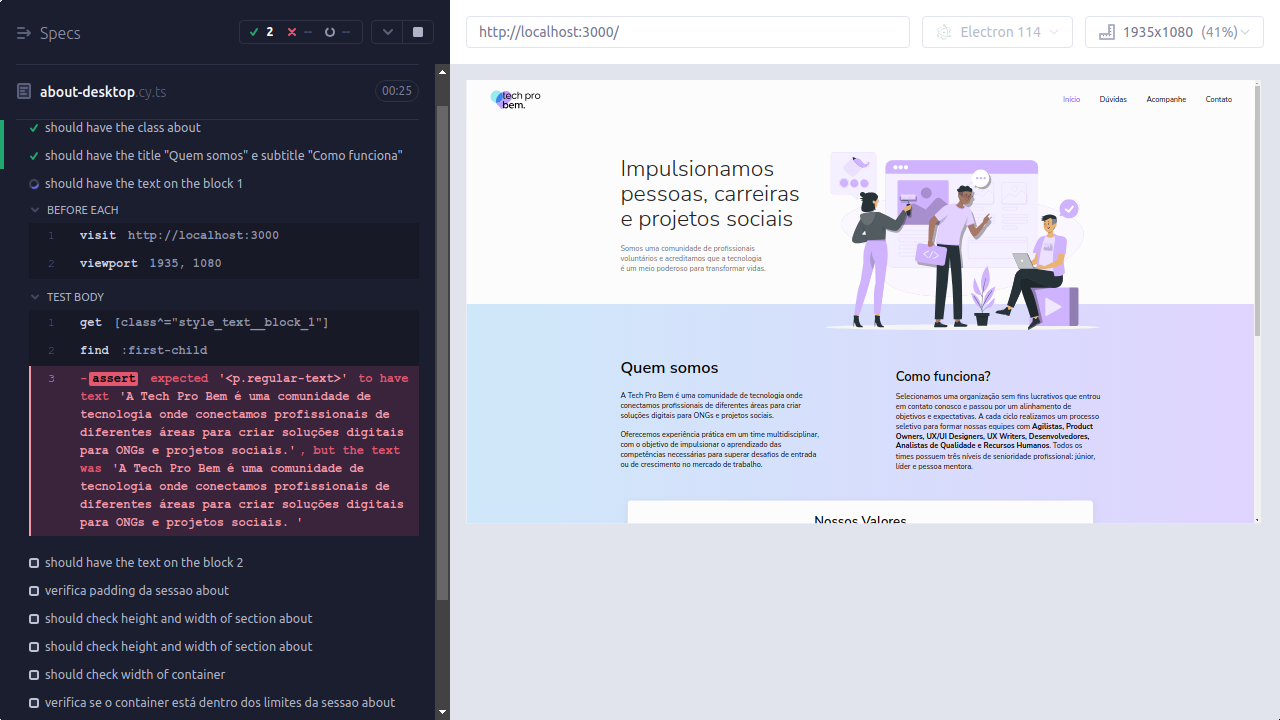 Specs
2
--
--
about-desktop.cy.ts
00:25
should have the class about
should have the title "Quem somos" e subtitle "Como funciona"
should have the text on the block 1
BEFORE EACH
1 visit http://localhost:3000
2 viewport 1935, 1080
TEST BODY
1 get [class^="style_text__block_1"]
2 find :first-child
3 -assert expected '<p.regular-text>' to have
text 'A Tech Pro Bem é uma comunidade de
tecnologia onde conectamos profissionais de
diferentes áreas para criar soluções digitais
para ONGs e projetos sociais.', but the text
was 'A Tech Pro Bem é uma comunidade de
tecnologia onde conectamos profissionais de
diferentes áreas para criar soluções digitais
para ONGs e projetos sociais. '
should have the text on the block 2
verifica padding da sessao about
should check height and width of section about
should check height and width of section about
should check width of container
verifica se o container está dentro dos limites da sessao about
http://localhost:3000/
Electron 114
1935x1080 (41%)
tech pro
bem.
Início
Dúvidas
Acompanhe
Contato
Impulsionamos
pessoas, carreiras
e projetos sociais
Somos uma comunidade de profissionais
voluntários e acreditamos que a tecnologia
é um meio poderoso para transformar vidas.
</>
Quem somos
A Tech Pro Bem é uma comunidade de tecnologia onde
conectamos profissionais de diferentes áreas para criar
soluções digitais para ONGs e projetos sociais.
Oferecemos experiência prática em um time multidisciplinar,
com o objetivo de impulsionar o aprendizado das
competências necessárias para superar desafios de entrada
ou de crescimento no mercado de trabalho.
Como funciona?
Selecionamos uma organização sem fins lucrativos que entrou
em contato conosco e passou por um alinhamento de
objetivos e expectativas. A cada ciclo realizamos um processo
seletivo para formar nossas equipes com Agilistas, Product
Owners, UX/UI Designers, UX Writers, Desenvolvedores,
Analistas de Qualidade e Recursos Humanos. Todos os
times possuem três níveis de senioridade profissional: júnior,
líder e pessoa mentora.
Nossos Valores